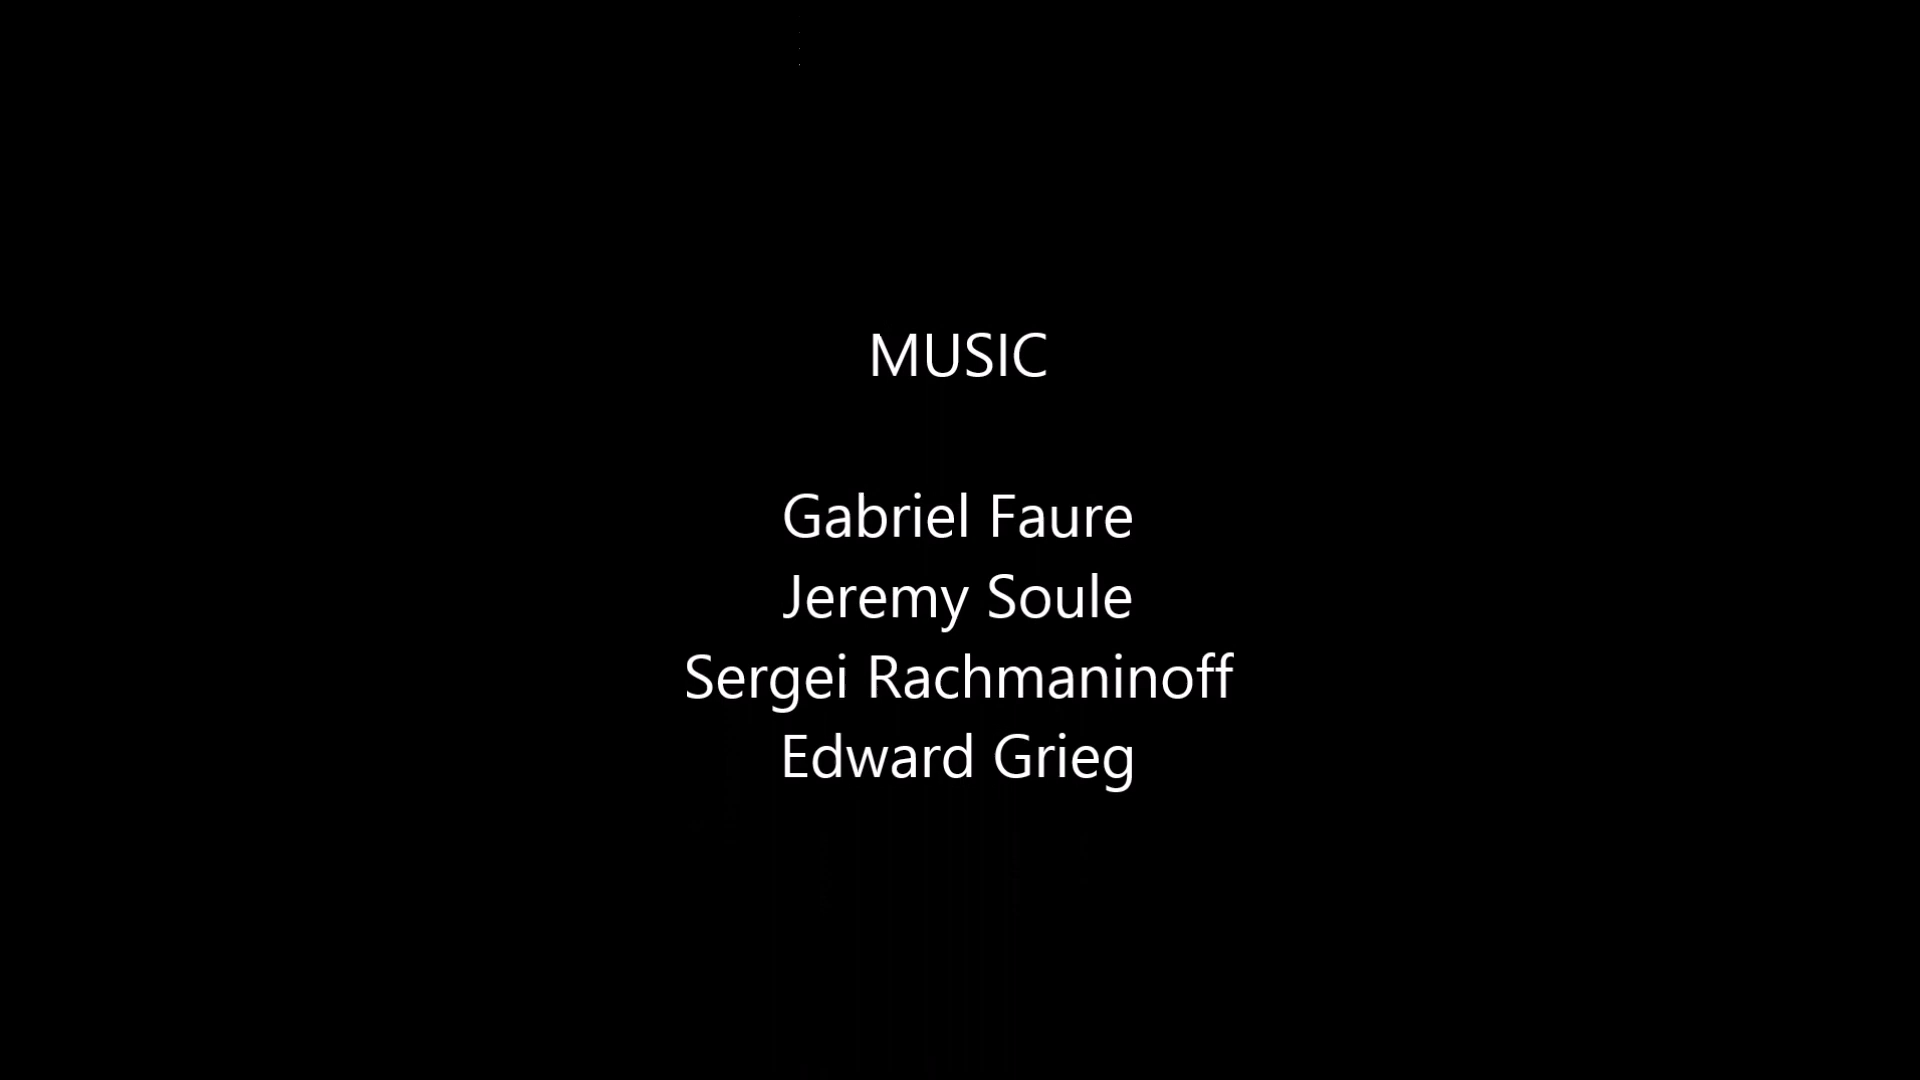 MUSIC
Gabriel Faure
Jeremy Soule
Sergei Rachmaninoff
Edward Grieg